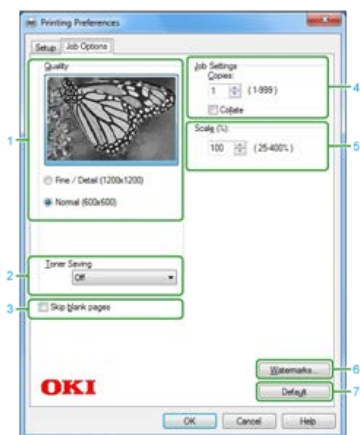 Printing Preferences
Setup
Job Options
Quality
Fine / Detail (1200x1200)
Normal (600x600)
Toner Saving
Off
Skip blank pages
Job Settings
Copies:
1 (1-999)
Collate
Scale (%):
100 (25-400%)
OKI
Watermarks...
Default
OK
Cancel
Help
1
2
3
4
5
6
7